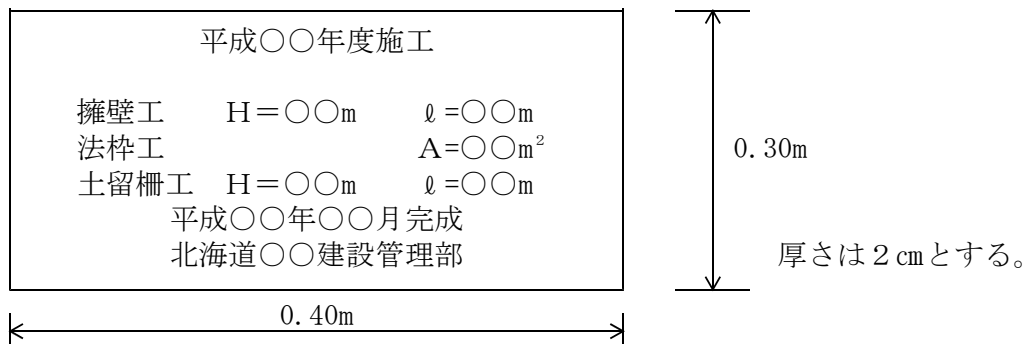 平成○○年度施工
擁壁工 H＝○○m ℓ=○○m
法枠工 A=○○m²
土留柵工 H＝○○m ℓ=○○m
平成○○年○○月完成
北海道○○建設管理部
0.30m
厚さは２㎝とする。
0.40m